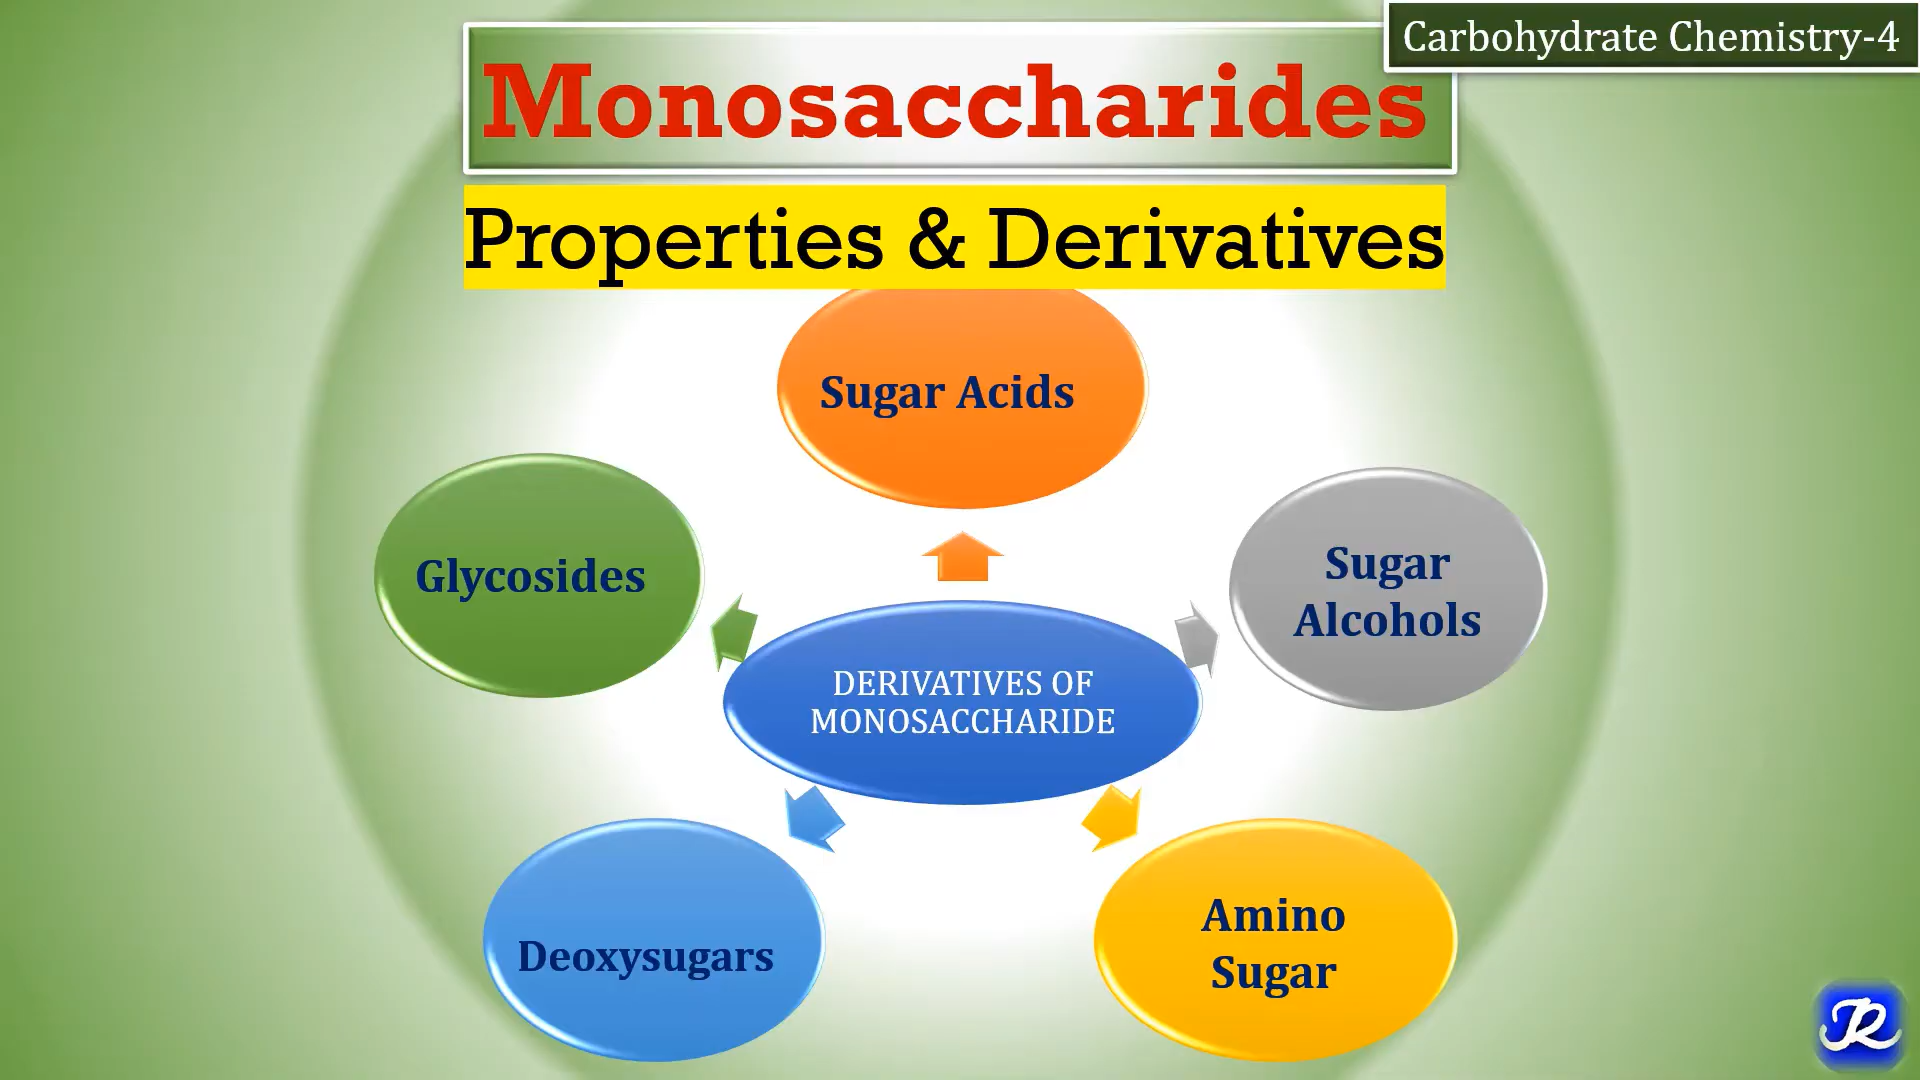 Carbohydrate Chemistry-4
Monosaccharides
Properties & Derivatives
Sugar Acids
Glycosides
Sugar
Alcohols
DERIVATIVES OF
MONOSACCHARIDE
Deoxysugars
Amino
Sugar